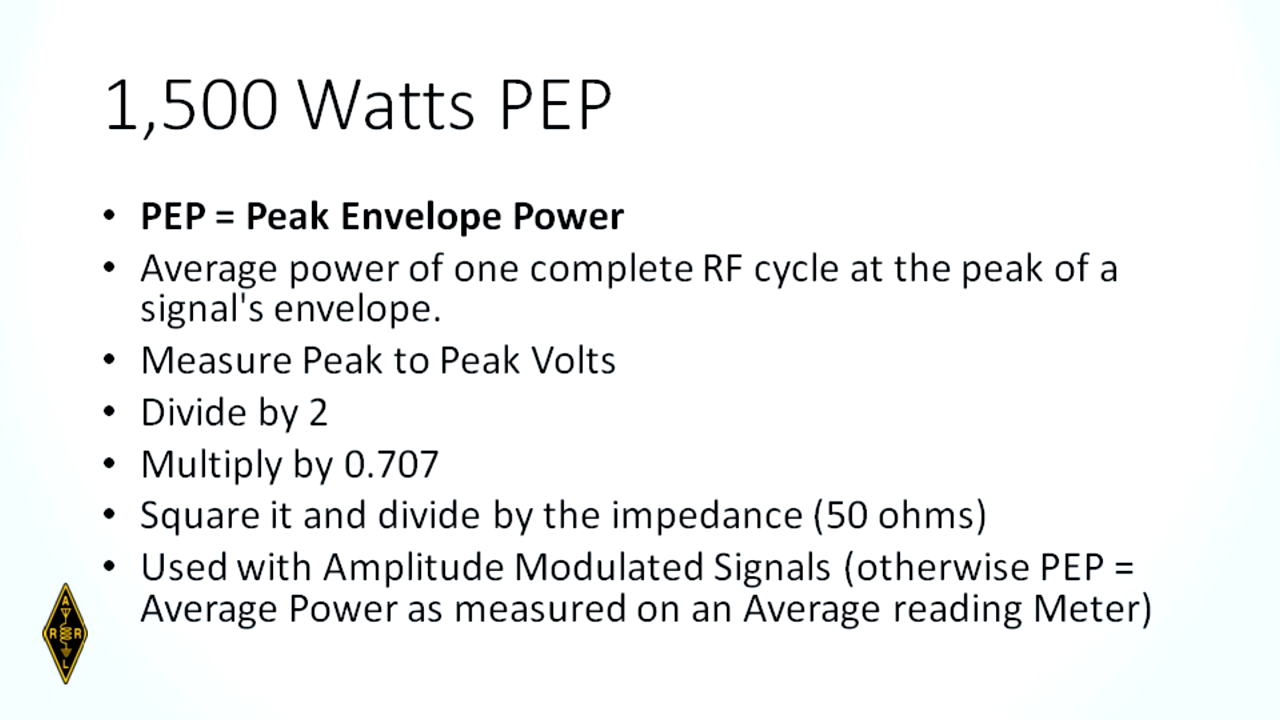 1,500 Watts PEP
• PEP = Peak Envelope Power
• Average power of one complete RF cycle at the peak of a
signal's envelope.
• Measure Peak to Peak Volts
• Divide by 2
• Multiply by 0.707
• Square it and divide by the impedance (50 ohms)
• Used with Amplitude Modulated Signals (otherwise PEP =
Average Power as measured on an Average reading Meter)
A
R R
L